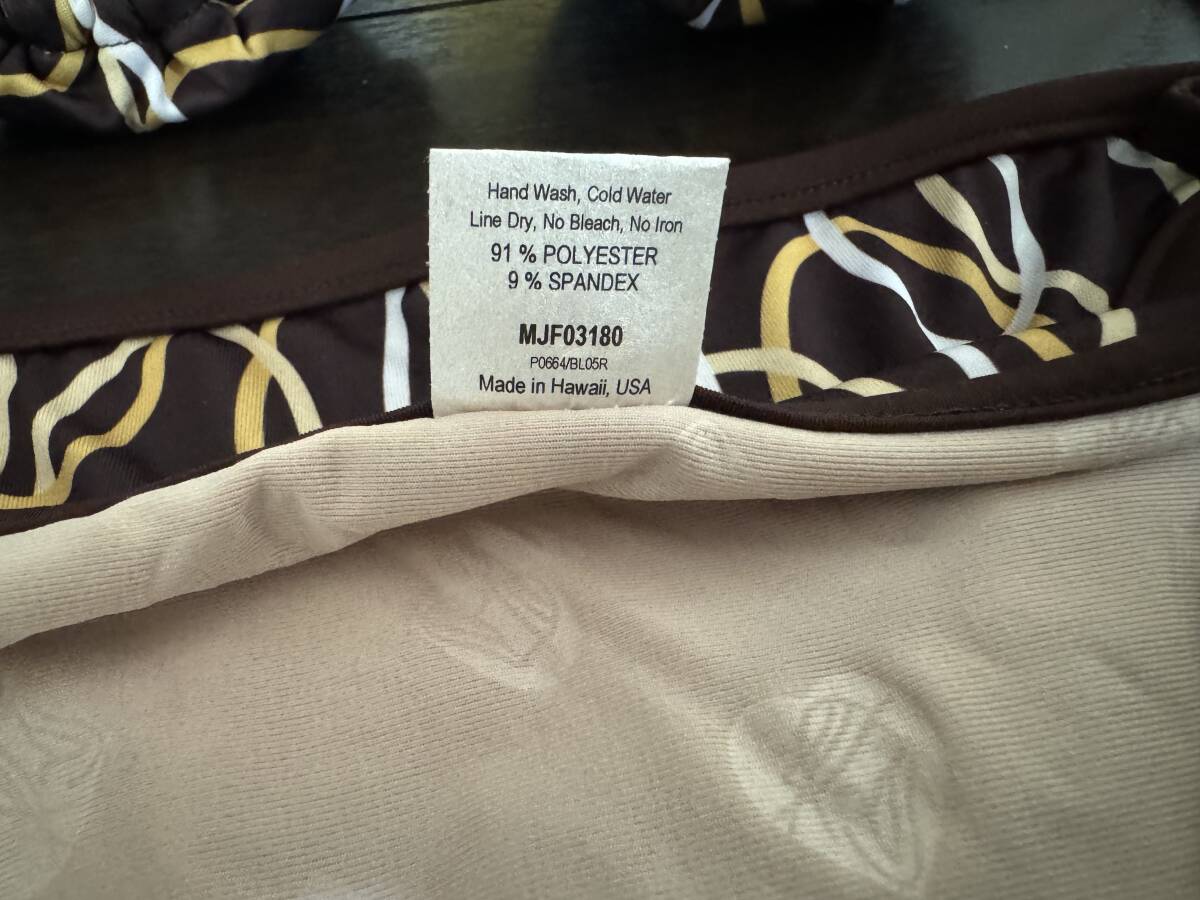 Hand Wash, Cold Water
Line Dry, No Bleach, No Iron
91 % POLYESTER
9 % SPANDEX
MJF03180
P0664/BL05R
Made in Hawaii, USA